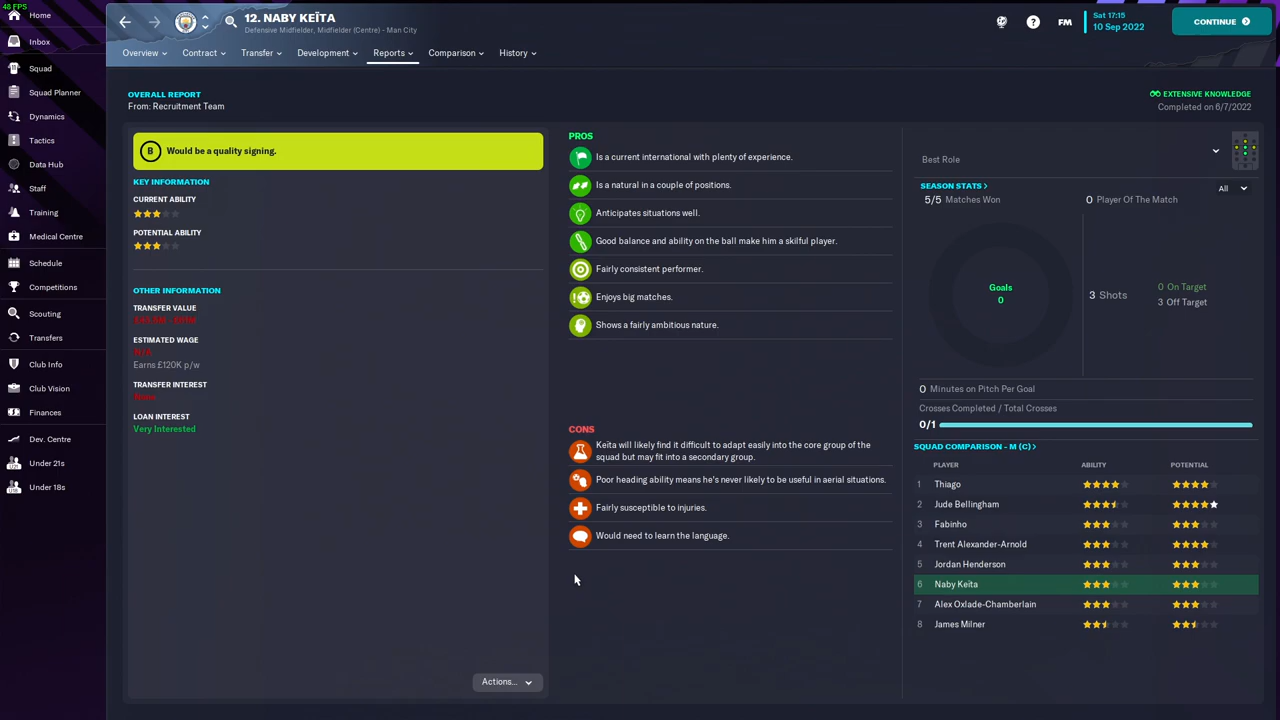 48 FPS
Home
Inbox
Squad
Squad Planner
Dynamics
Tactics
Data Hub
Staff
Training
Medical Centre
Schedule
Competitions
Scouting
Transfers
Club Info
Club Vision
Finances
Dev. Centre
Under 21s
Under 18s
12. NABY KEÏTA
Defensive Midfielder, Midfielder (Centre) - Man City
FM
Sat 17:15
10 Sep 2022
CONTINUE
Overview
Contract
Transfer
Development
Reports
Comparison
History
OVERALL REPORT
From: Recruitment Team
EXTENSIVE KNOWLEDGE
Completed on 6/7/2022
B Would be a quality signing.
KEY INFORMATION
CURRENT ABILITY
POTENTIAL ABILITY
OTHER INFORMATION
TRANSFER VALUE
ESTIMATED WAGE
N/A
Earns £120K p/w
TRANSFER INTEREST
None
LOAN INTEREST
Very Interested
Actions...
PROS
Is a current international with plenty of experience.
Is a natural in a couple of positions.
Anticipates situations well.
Good balance and ability on the ball make him a skilful player.
Fairly consistent performer.
Enjoys big matches.
Shows a fairly ambitious nature.
CONS
Keïta will likely find it difficult to adapt easily into the core group of the
squad but may fit into a secondary group.
Poor heading ability means he's never likely to be useful in aerial situations.
Fairly susceptible to injuries.
Would need to learn the language.
Best Role
SEASON STATS
All
5/5 Matches Won
0 Player Of The Match
Goals
0
3 Shots
0 On Target
3 Off Target
0 Minutes on Pitch Per Goal
Crosses Completed / Total Crosses
0/1
SQUAD COMPARISON - M (C)
PLAYER ABILITY POTENTIAL
1 Thiago
2 Jude Bellingham
3 Fabinho
4 Trent Alexander-Arnold
5 Jordan Henderson
6 Naby Keïta
7 Alex Oxlade-Chamberlain
8 James Milner